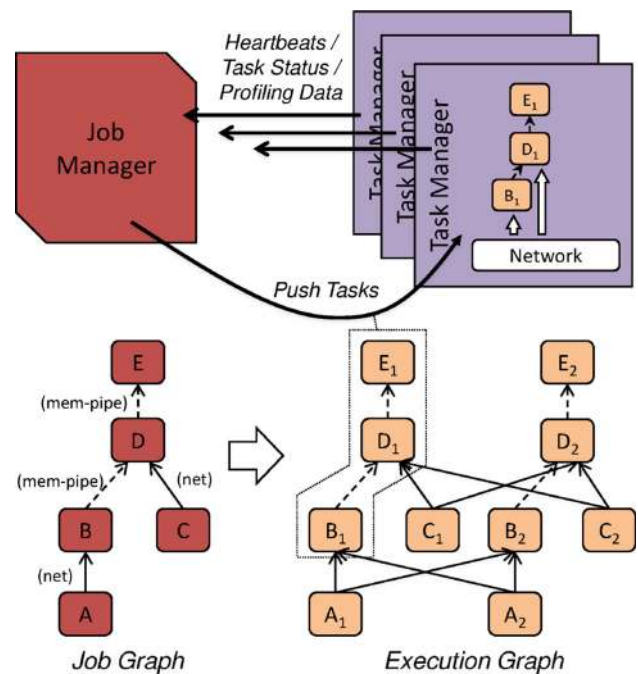 Heartbeats /
Task Status /
Profiling Data
Job
Manager
Task Manager
Task Manager
Task Manager
E1
D1
B1
Network
Push Tasks
E
(mem-pipe)
D
(mem-pipe)
(net)
B
C
(net)
A
Job Graph
E1
E2
D1
D2
B1
C1
B2
C2
A1
A2
Execution Graph